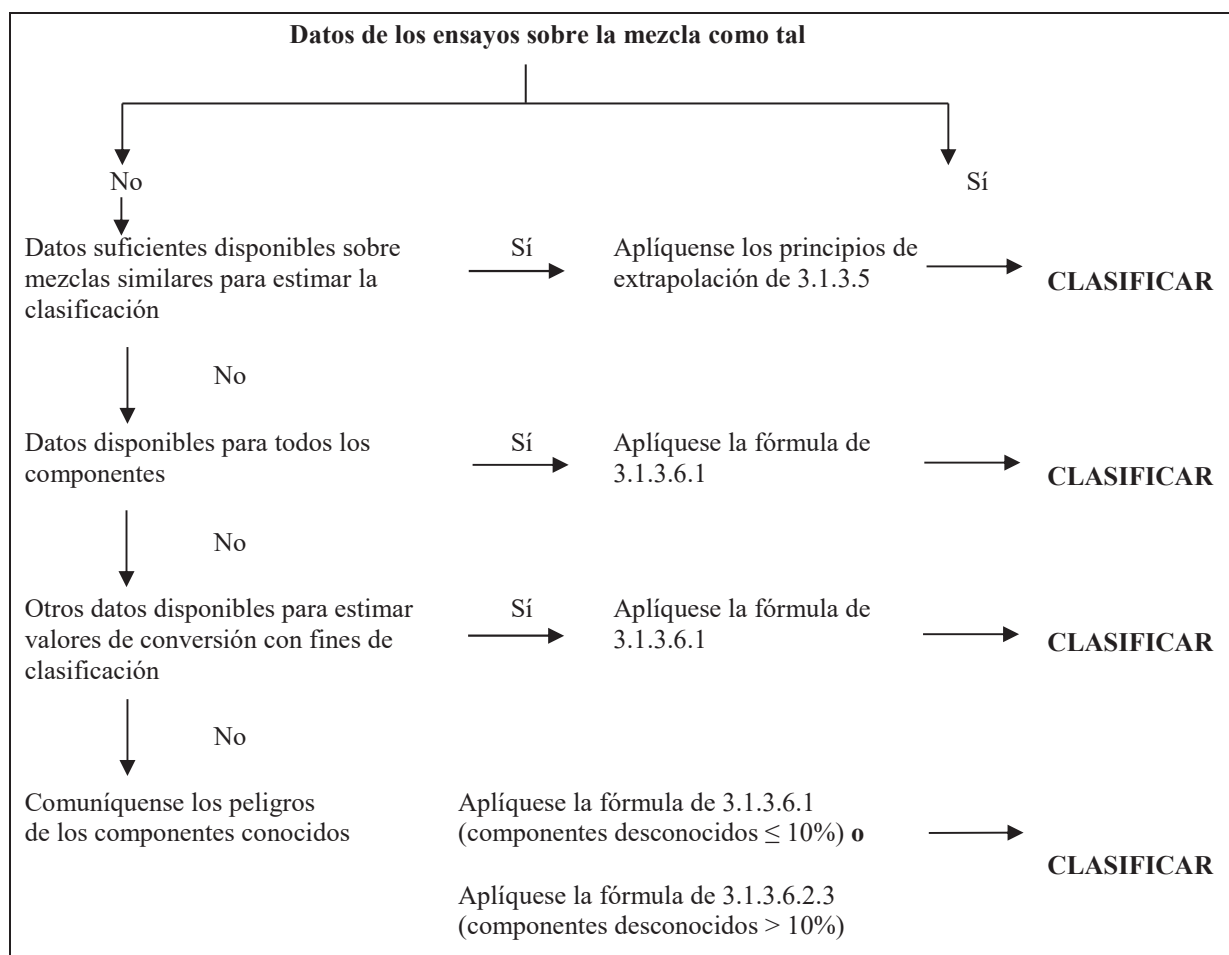 Datos de los ensayos sobre la mezcla como tal
No
Sí
Datos suficientes disponibles sobre
mezclas similares para estimar la
clasificación
Sí
Aplíquense los principios de
extrapolación de 3.1.3.5
CLASIFICAR
No
Datos disponibles para todos los
componentes
Sí
Aplíquese la fórmula de
3.1.3.6.1
CLASIFICAR
No
Otros datos disponibles para estimar
valores de conversión con fines de
clasificación
Sí
Aplíquese la fórmula de
3.1.3.6.1
CLASIFICAR
No
Comuníquense los peligros
de los componentes conocidos
Aplíquese la fórmula de 3.1.3.6.1
(componentes desconocidos ≤ 10%) o
Aplíquese la fórmula de 3.1.3.6.2.3
(componentes desconocidos > 10%)
CLASIFICAR